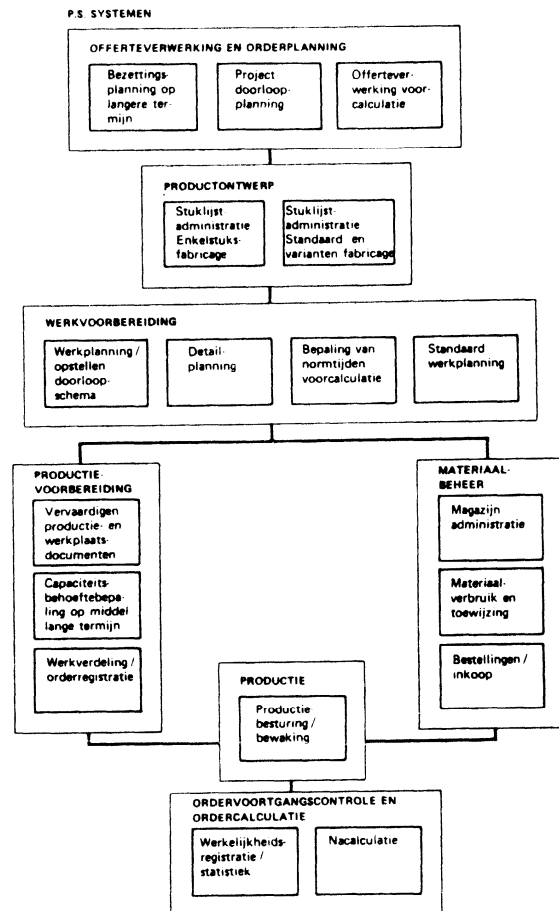 P.S. SYSTEMEN
OFFERTEVERWERKING EN ORDERPLANNING
Bezettings-
planning op
langere ter-
mijn
Project
doorloop-
planning
Offertever-
werking voor-
calculatie
PRODUCTONTWERP
Stuklijst-
administratie
Enkelstuks-
fabricage
Stuklijst-
administratie
Standaard en
varianten fabricage
WERKVOORBEREIDING
Werkplanning /
opstellen
doorloop-
schema
Detail-
planning
Bepaling van
normtijden
voorcalculatie
Standaard
werkplanning
PRODUCTIE-
VOORBEREIDING
Vervaardigen
productie- en
werkplaats-
documenten
Capaciteits-
behoeftebepa-
ling op middel
lange termijn
Werkverdeling /
orderregistratie
MATERIAAL-
BEHEER
Magazijn
administratie
Materiaal-
verbruik en
toewijzing
Bestellingen /
inkoop
PRODUCTIE
Productie
besturing /
bewaking
ORDERVOORTGANGSCONTROLE EN
ORDERCALCULATIE
Werkelijkheids-
registratie /
statistiek
Nacalculatie